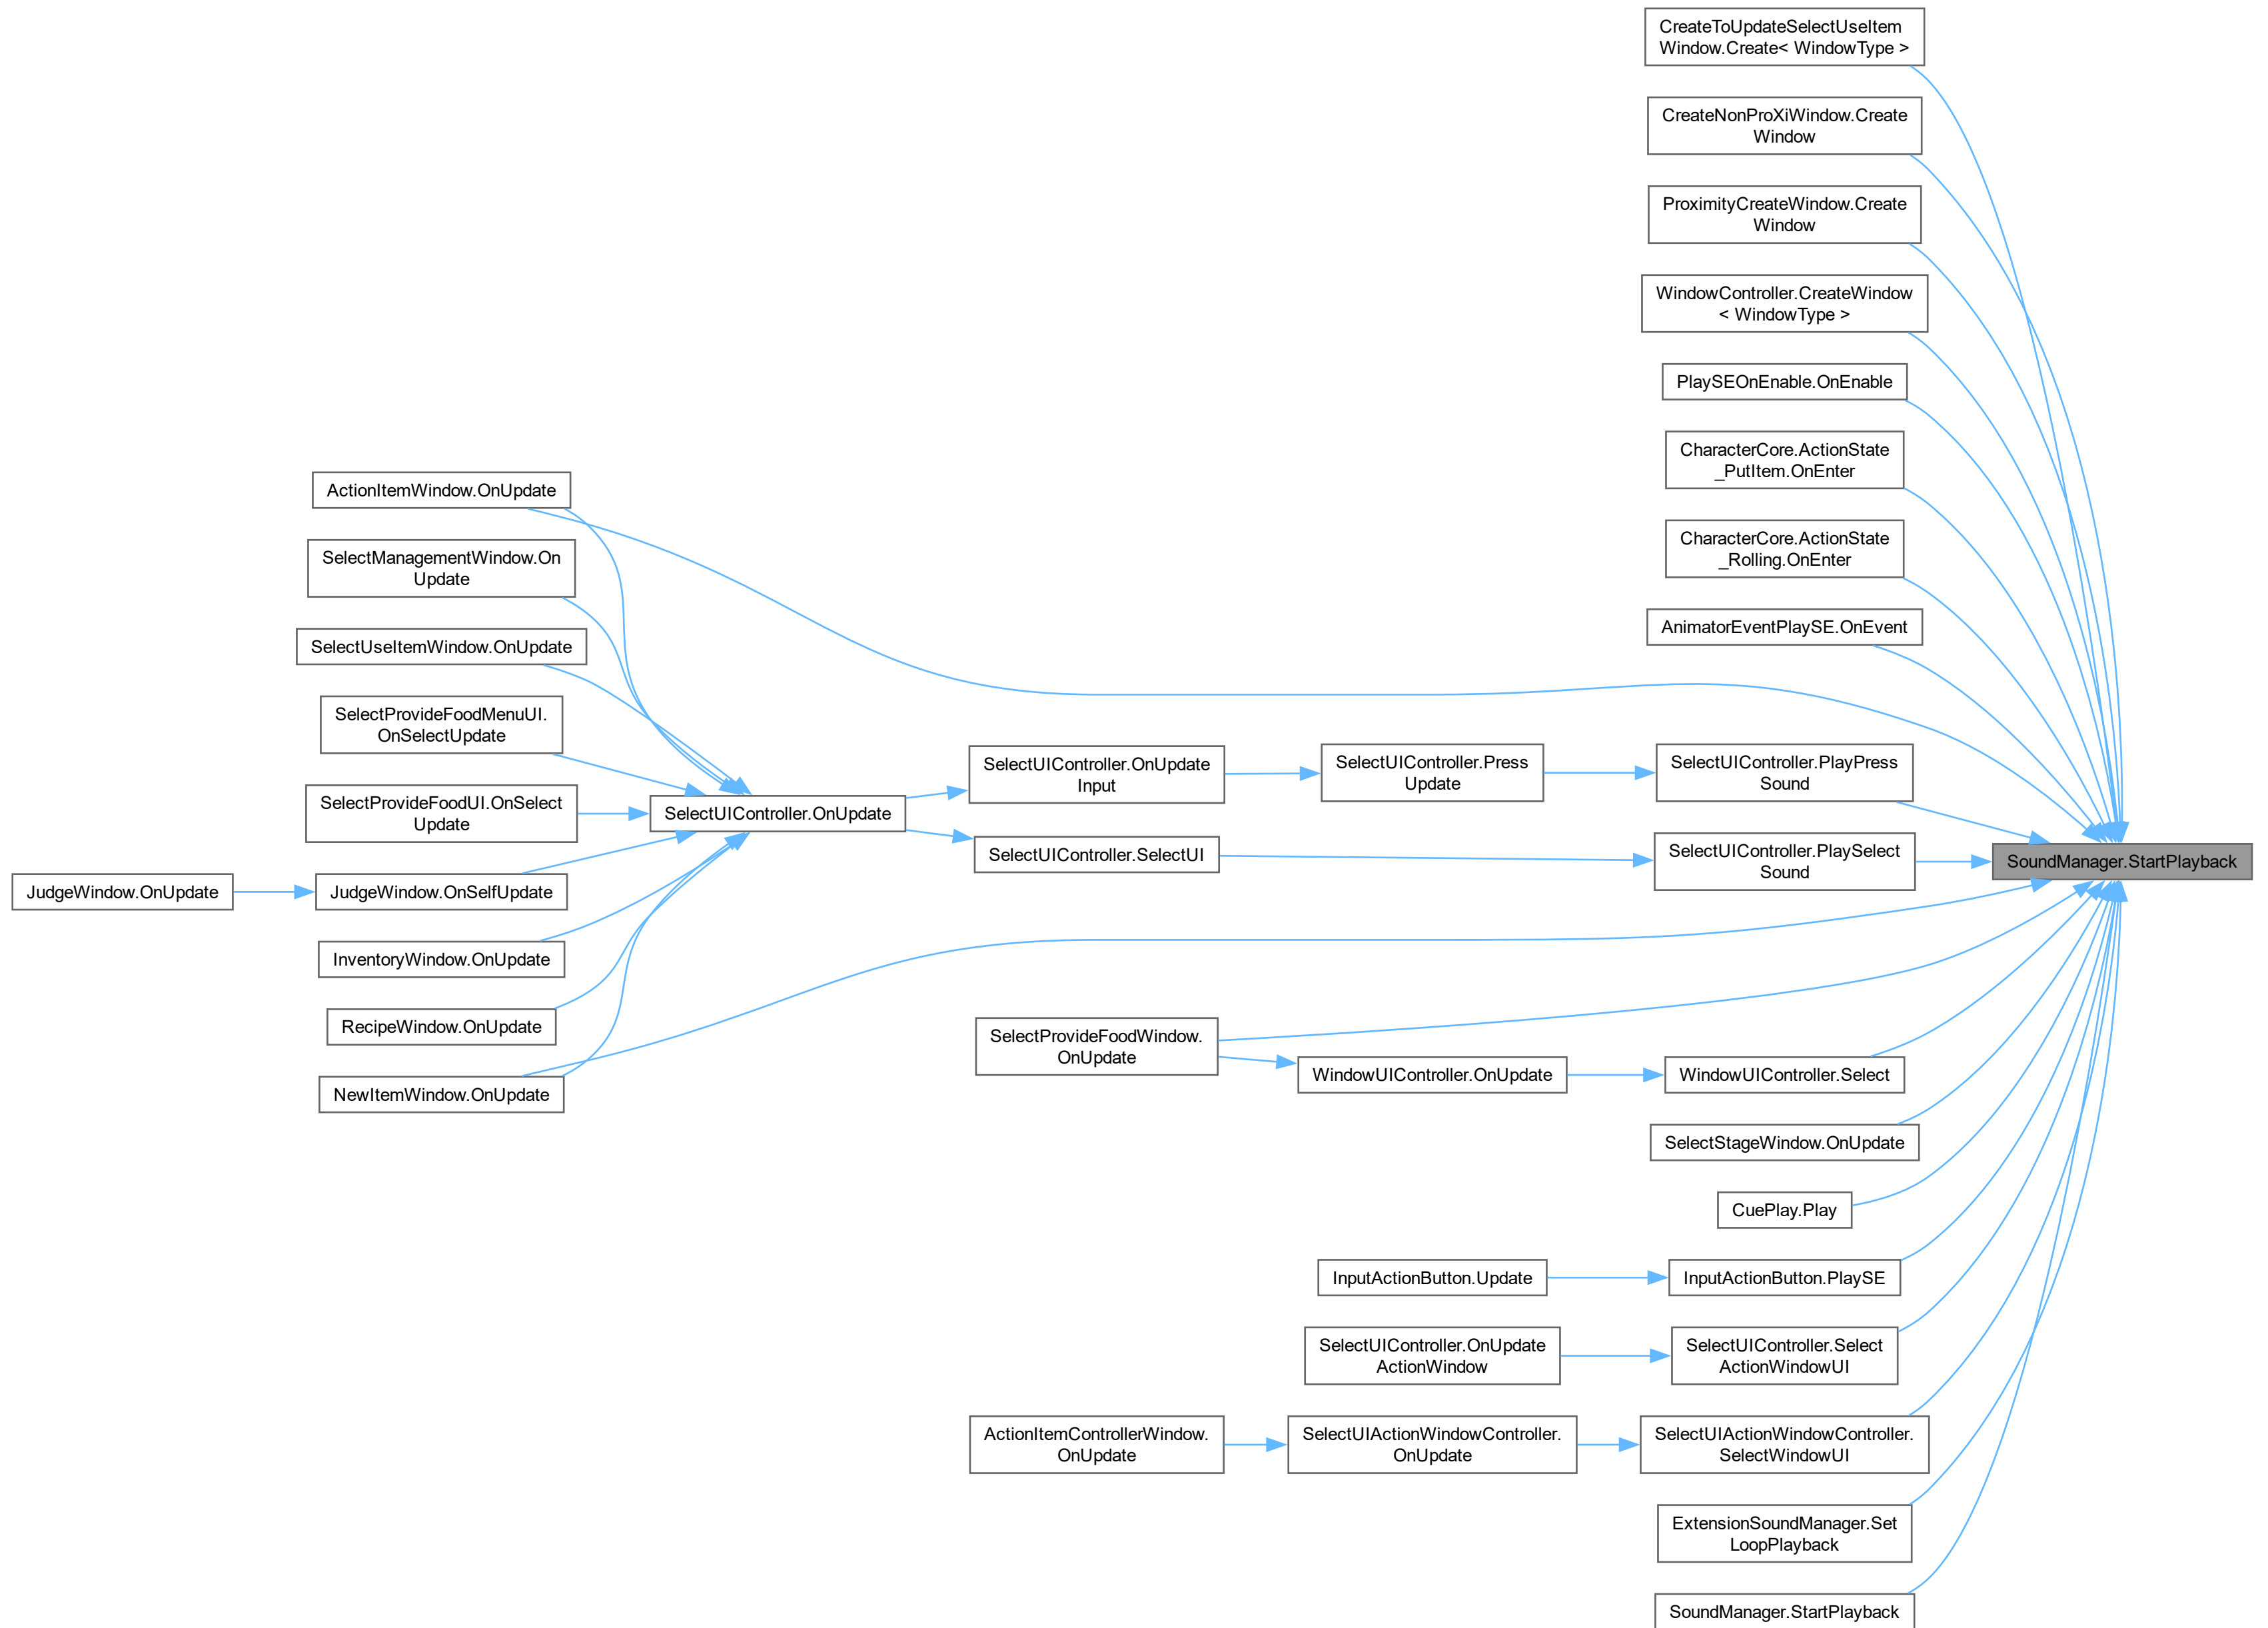 CreateToUpdateSelectUseItem
Window.Create< WindowType >
CreateNonProXiWindow.Create
Window
ProximityCreateWindow.Create
Window
WindowController.CreateWindow
< WindowType >
PlaySEOnEnable.OnEnable
CharacterCore.ActionState
_PutItem.OnEnter
CharacterCore.ActionState
_Rolling.OnEnter
AnimatorEventPlaySE.OnEvent
ActionItemWindow.OnUpdate
SelectManagementWindow.On
Update
SelectUseItemWindow.OnUpdate
SelectProvideFoodMenuUI.
OnSelectUpdate
SelectProvideFoodUI.OnSelect
Update
JudgeWindow.OnUpdate
JudgeWindow.OnSelfUpdate
InventoryWindow.OnUpdate
RecipeWindow.OnUpdate
NewItemWindow.OnUpdate
SelectUIController.OnUpdate
SelectUIController.OnUpdate
Input
SelectUIController.Press
Update
SelectUIController.PlayPress
Sound
SelectUIController.SelectUI
SelectUIController.PlaySelect
Sound
SoundManager.StartPlayback
SelectProvideFoodWindow.
OnUpdate
WindowUIController.OnUpdate
WindowUIController.Select
SelectStageWindow.OnUpdate
CuePlay.Play
InputActionButton.Update
InputActionButton.PlaySE
SelectUIController.OnUpdate
ActionWindow
SelectUIController.Select
ActionWindowUI
ActionItemControllerWindow.
OnUpdate
SelectUIActionWindowController.
OnUpdate
SelectUIActionWindowController.
SelectWindowUI
ExtensionSoundManager.Set
LoopPlayback
SoundManager.StartPlayback